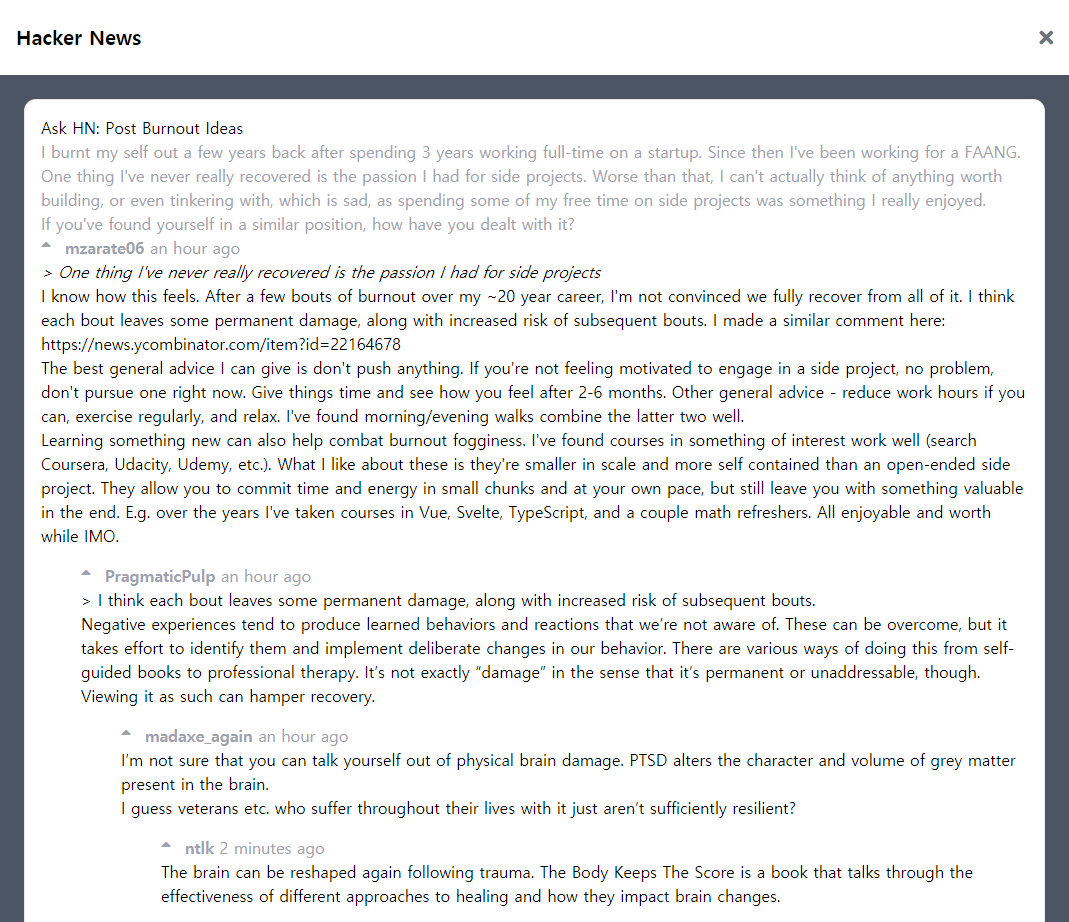 Hacker News
Ask HN: Post Burnout Ideas
I burnt my self out a few years back after spending 3 years working full-time on a startup. Since then I've been working for a FAANG.
One thing I've never really recovered is the passion I had for side projects. Worse than that, I can't actually think of anything worth
building, or even tinkering with, which is sad, as spending some of my free time on side projects was something I really enjoyed.
If you've found yourself in a similar position, how have you dealt with it?
mzarate06 an hour ago
> One thing I've never really recovered is the passion I had for side projects
I know how this feels. After a few bouts of burnout over my ~20 year career, I'm not convinced we fully recover from all of it. I think
each bout leaves some permanent damage, along with increased risk of subsequent bouts. I made a similar comment here:
https://news.ycombinator.com/item?id=22164678
The best general advice I can give is don't push anything. If you're not feeling motivated to engage in a side project, no problem,
don't pursue one right now. Give things time and see how you feel after 2-6 months. Other general advice - reduce work hours if you
can, exercise regularly, and relax. I've found morning/evening walks combine the latter two well.
Learning something new can also help combat burnout fogginess. I've found courses in something of interest work well (search
Coursera, Udacity, Udemy, etc.). What I like about these is they're smaller in scale and more self contained than an open-ended side
project. They allow you to commit time and energy in small chunks and at your own pace, but still leave you with something valuable
in the end. E.g. over the years I've taken courses in Vue, Svelte, TypeScript, and a couple math refreshers. All enjoyable and worth
while IMO.
PragmaticPulp an hour ago
> I think each bout leaves some permanent damage, along with increased risk of subsequent bouts.
Negative experiences tend to produce learned behaviors and reactions that we’re not aware of. These can be overcome, but it
takes effort to identify them and implement deliberate changes in our behavior. There are various ways of doing this from self-
guided books to professional therapy. It’s not exactly “damage” in the sense that it’s permanent or unaddressable, though.
Viewing it as such can hamper recovery.
madaxe_again an hour ago
I’m not sure that you can talk yourself out of physical brain damage. PTSD alters the character and volume of grey matter
present in the brain.
I guess veterans etc. who suffer throughout their lives with it just aren’t sufficiently resilient?
ntlk 2 minutes ago
The brain can be reshaped again following trauma. The Body Keeps The Score is a book that talks through the
effectiveness of different approaches to healing and how they impact brain changes.